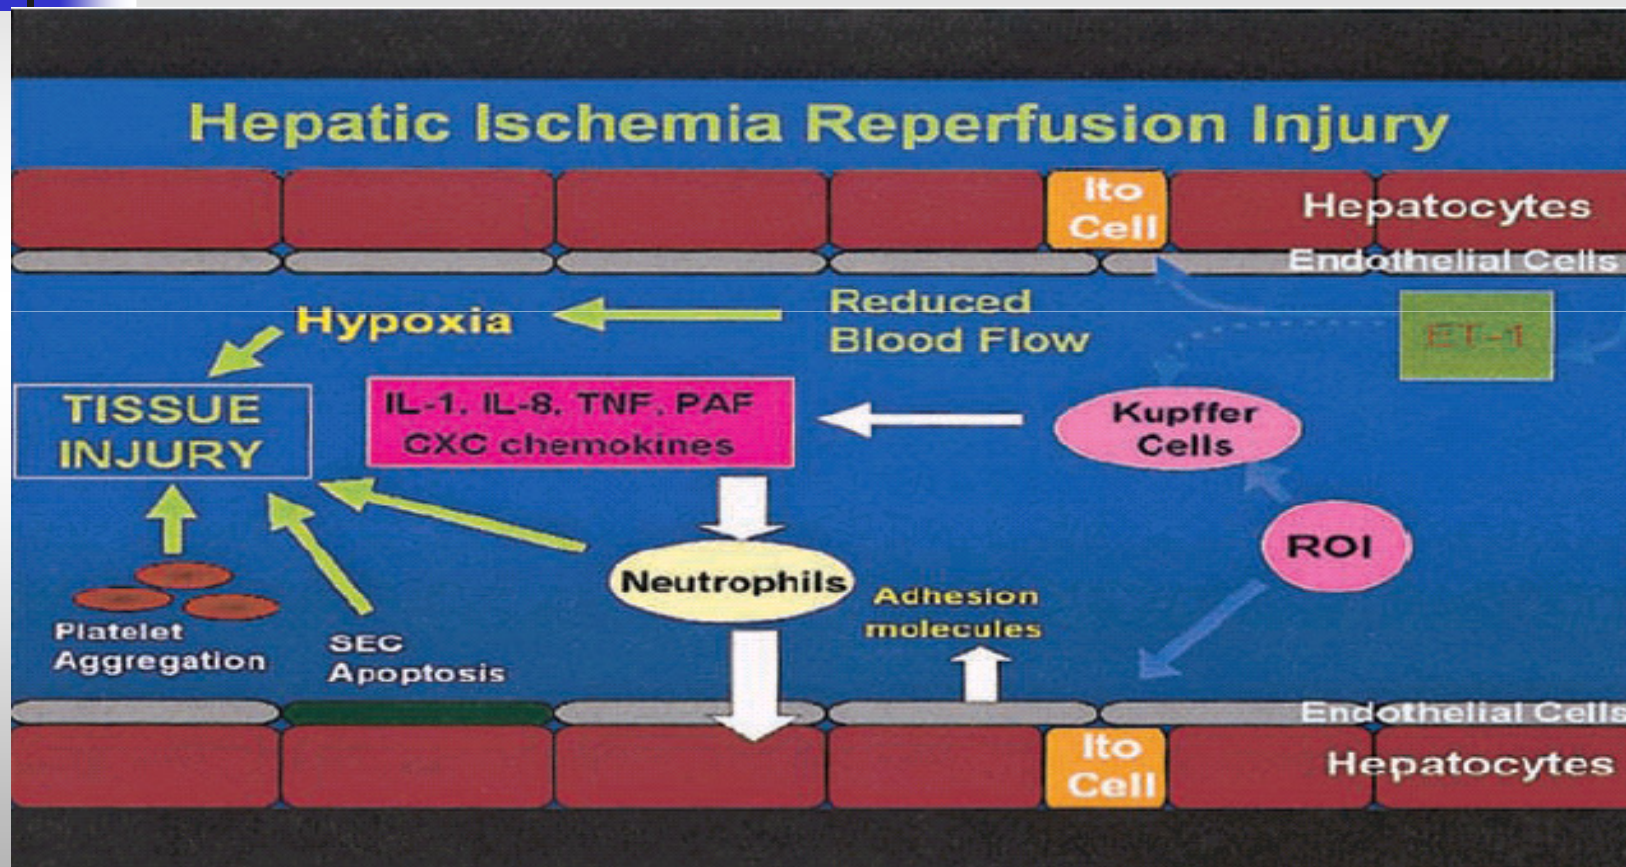 Hepatic Ischemia Reperfusion Injury
Ito
Cell
Hepatocytes
Endothelial Cells
Hypoxia
Reduced
Blood Flow
ET-1
TISSUE
INJURY
IL-1, IL-8, TNF, PAF
CXC chemokines
Kupffer
Cells
ROI
Neutrophils
Adhesion
molecules
Platelet
Aggregation
SEC
Apoptosis
Endothelial Cells
Ito
Cell
Hepatocytes